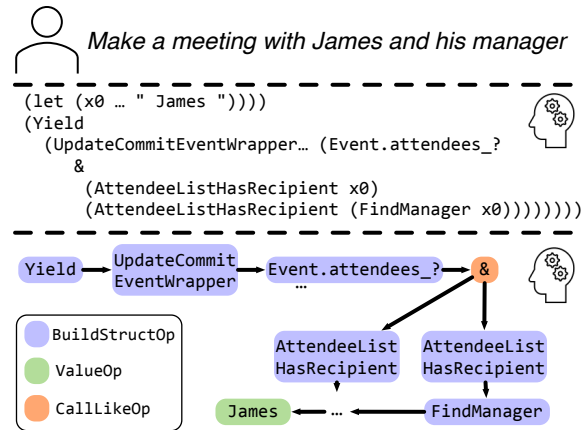 Make a meeting with James and his manager
(let (x0 … " James "))))
(Yield
(UpdateCommitEventWrapper… (Event.attendees_?
&
(AttendeeListHasRecipient x0)
(AttendeeListHasRecipient (FindManager x0))))))))
Yield
UpdateCommit
EventWrapper
Event.attendees_?
…
&
BuildStructOp
ValueOp
CallLikeOp
AttendeeList
HasRecipient
AttendeeList
HasRecipient
James
…
FindManager